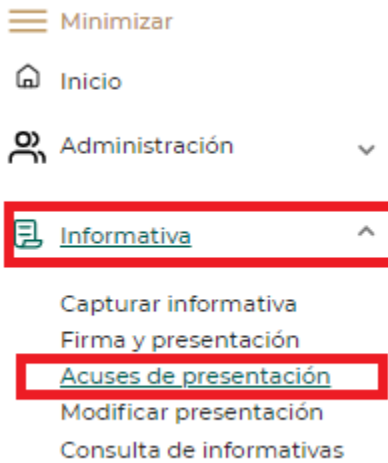 Minimizar
Inicio
Administración
Informativa
Capturar informativa
Firma y presentación
Acuses de presentación
Modificar presentación
Consulta de informativas